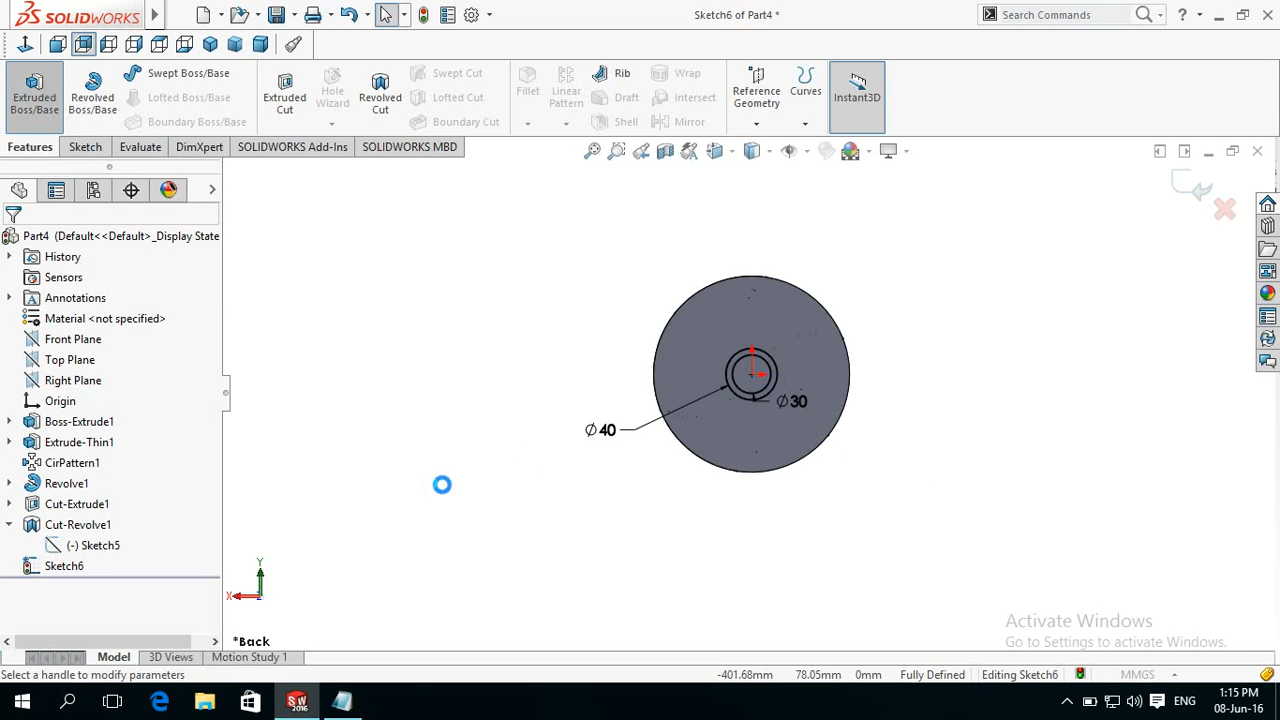 SOLIDWORKS
Sketch6 of Part4 *
Search Commands
?
Extruded Boss/Base
Revolved Boss/Base
Swept Boss/Base
Lofted Boss/Base
Boundary Boss/Base
Extruded Cut
Hole Wizard
Revolved Cut
Swept Cut
Lofted Cut
Boundary Cut
Fillet
Linear Pattern
Rib
Draft
Shell
Wrap
Intersect
Mirror
Reference Geometry
Curves
Instant3D
Features
Sketch
Evaluate
DimXpert
SOLIDWORKS Add-Ins
SOLIDWORKS MBD
Part4 (Default<<Default>_Display State
History
Sensors
Annotations
Material <not specified>
Front Plane
Top Plane
Right Plane
Origin
Boss-Extrude1
Extrude-Thin1
CirPattern1
Revolve1
Cut-Extrude1
Cut-Revolve1
(-) Sketch5
Sketch6
∅30
∅40
Y
X
Z
*Back
Activate Windows
Go to Settings to activate Windows.
Model
3D Views
Motion Study 1
Select a handle to modify parameters
-401.68mm 78.05mm 0mm Fully Defined Editing Sketch6 MMGS
SW 2016
ENG
1:15 PM
08-Jun-16